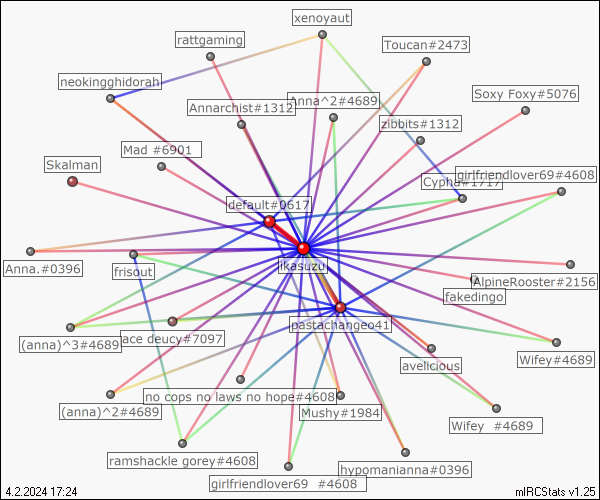 xenoyaut
rattgaming
Toucan#2473
neokingghidorah
Soxy Foxy#5076
Annarchist#1312
Anna^2#4689
zibbits#1312
Mad #6901
Skalman
girlfriendlover69#4608
Cypha#1717
default#0617
ikasuzu
Anna.#0396
frisout
AlpineRooster#2156
fakedingo
pastachangeo41
(anna)^3#4689
ace deucy#7097
Wifey#4689
avelicious
no cops no laws no hope#4608
(anna)^2#4689
Mushy#1984
Wifey #4689
ramshackle gorey#4608
hypomanianna#0396
girlfriendlover69 #4608
4.2.2024 17:24
mIRCStats v1.25